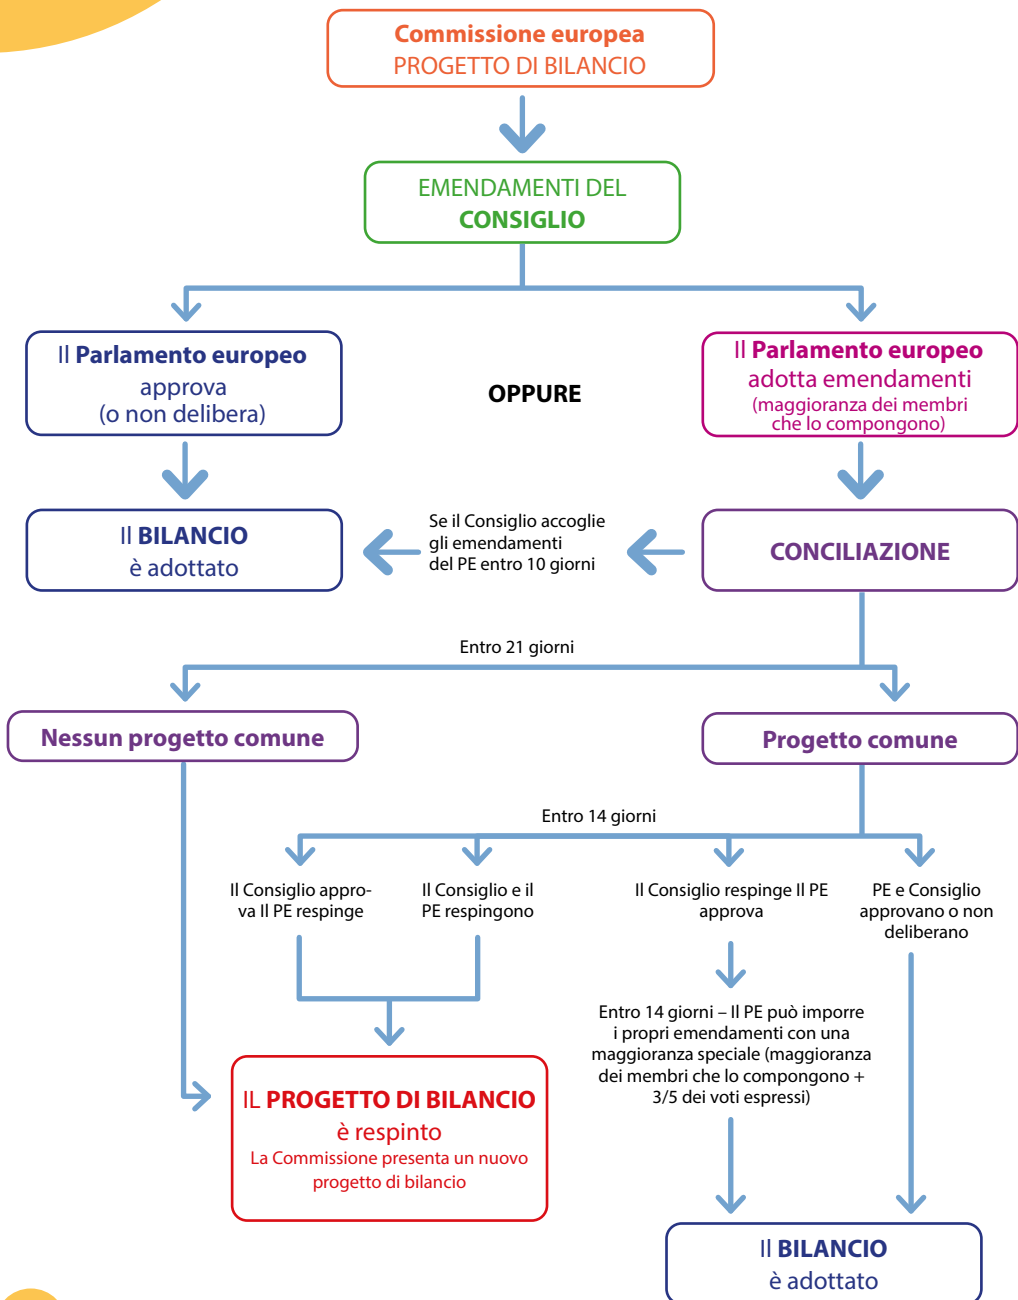 Commissione europea
PROGETTO DI BILANCIO
EMENDAMENTI DEL
CONSIGLIO
Il Parlamento europeo
approva
(o non delibera)
OPPURE
Il Parlamento europeo
adotta emendamenti
(maggioranza dei membri
che lo compongono)
Il BILANCIO
è adottato
Se il Consiglio accoglie
gli emendamenti
del PE entro 10 giorni
CONCILIAZIONE
Entro 21 giorni
Nessun progetto comune
Progetto comune
Entro 14 giorni
Il Consiglio appro-
va Il PE respinge
Il Consiglio e il
PE respingono
Il Consiglio respinge Il PE
approva
PE e Consiglio
approvano o non
deliberano
Entro 14 giorni – Il PE può imporre
i propri emendamenti con una
maggioranza speciale (maggioranza
dei membri che lo compongono +
3/5 dei voti espressi)
IL PROGETTO DI BILANCIO
è respinto
La Commissione presenta un nuovo
progetto di bilancio
Il BILANCIO
è adottato